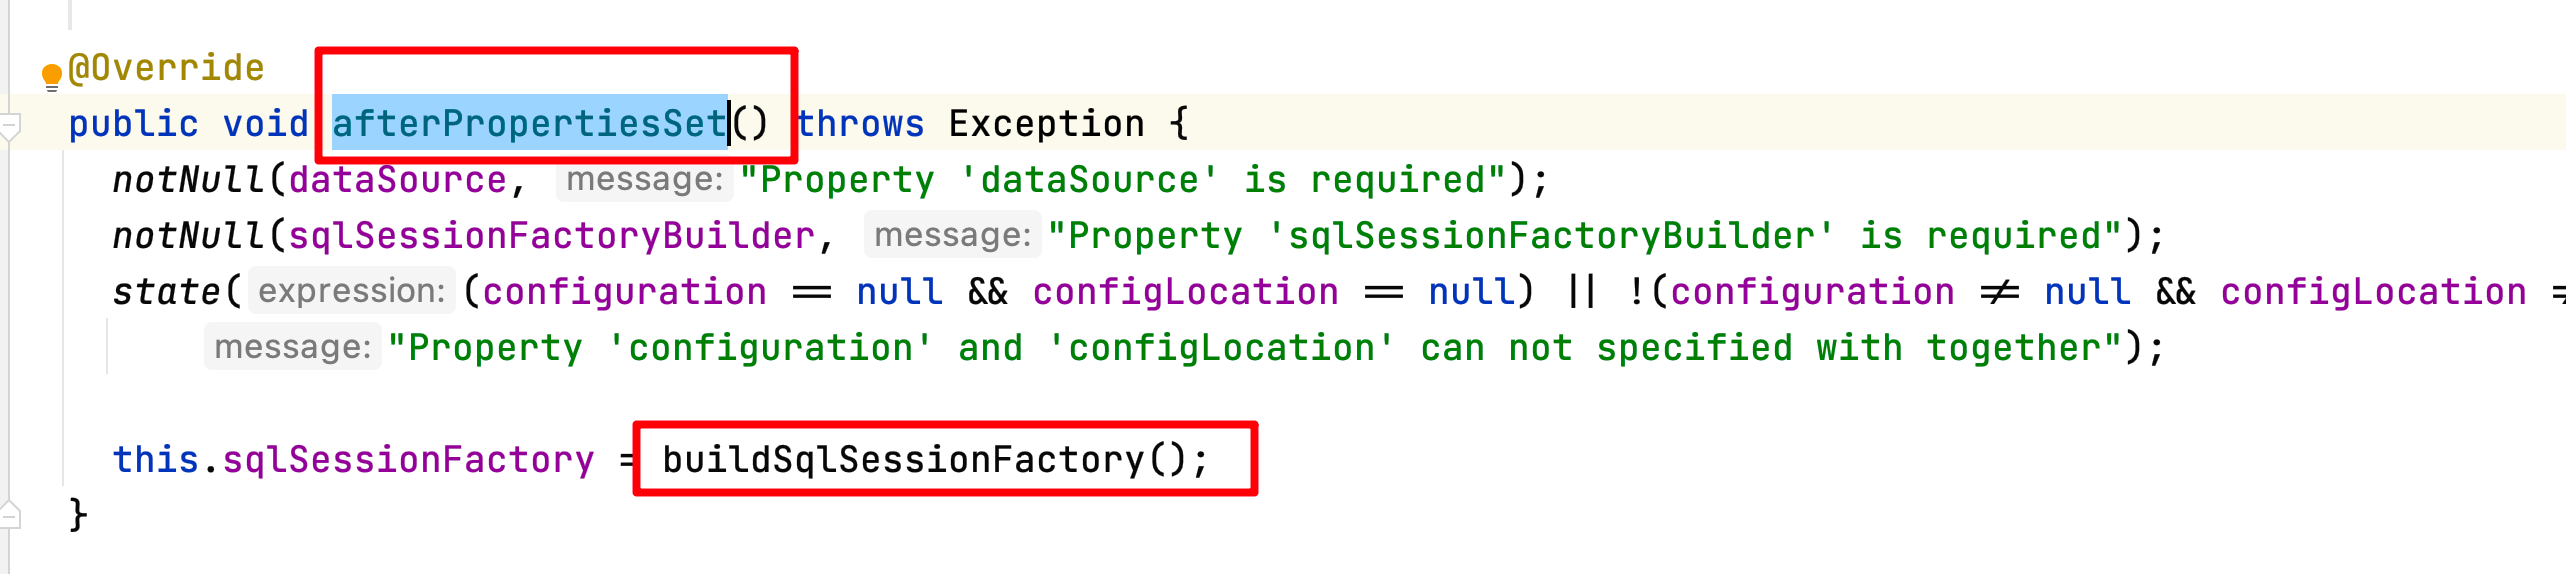 @Override
public void afterPropertiesSet() throws Exception {
notNull(dataSource, message: "Property 'dataSource' is required");
notNull(sqlSessionFactoryBuilder, message: "Property 'sqlSessionFactoryBuilder' is required");
state( expression: (configuration == null && configLocation == null) || !(configuration != null && configLocation
message: "Property 'configuration' and 'configLocation' can not specified with together");
this.sqlSessionFactory = buildSqlSessionFactory();
}